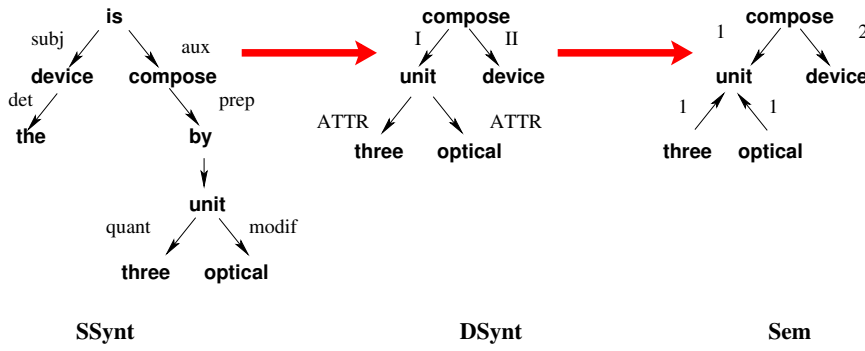 is
subj
aux
device
compose
det
prep
the
by
unit
quant
modif
three
optical
SSynt
compose
I
II
unit
device
ATTR
ATTR
three
optical
DSynt
compose
1
2
unit
device
1
1
three
optical
Sem